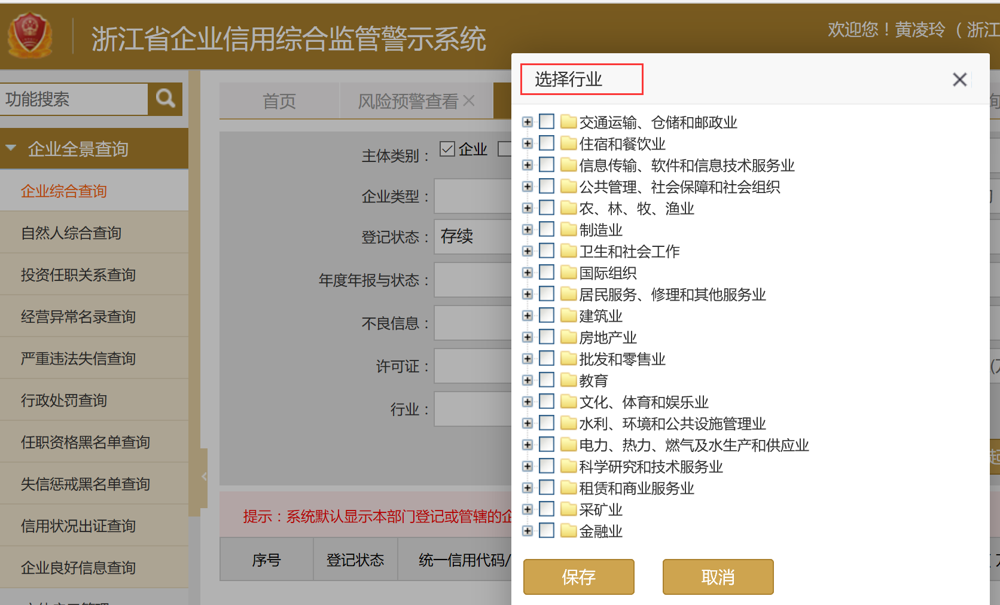 浙江省企业信用综合监管警示系统
欢迎您！黄凌玲（浙江
功能搜索
企业全景查询
企业综合查询
自然人综合查询
投资任职关系查询
经营异常名录查询
严重违法失信查询
行政处罚查询
任职资格黑名单查询
失信惩戒黑名单查询
信用状况出证查询
企业良好信息查询
首页
风险预警查看
主体类别：
企业
企业类型：
登记状态：
存续
年度年报与状态：
不良信息：
许可证：
行业：
提示：系统默认显示本部门登记或管辖的企
序号
登记状态
统一信用代码/
选择行业
交通运输、仓储和邮政业
住宿和餐饮业
信息传输、软件和信息技术服务业
公共管理、社会保障和社会组织
农、林、牧、渔业
制造业
卫生和社会工作
国际组织
居民服务、修理和其他服务业
建筑业
房地产业
批发和零售业
教育
文化、体育和娱乐业
水利、环境和公共设施管理业
电力、热力、燃气及水生产和供应业
科学研究和技术服务业
租赁和商业服务业
采矿业
金融业
保存
取消